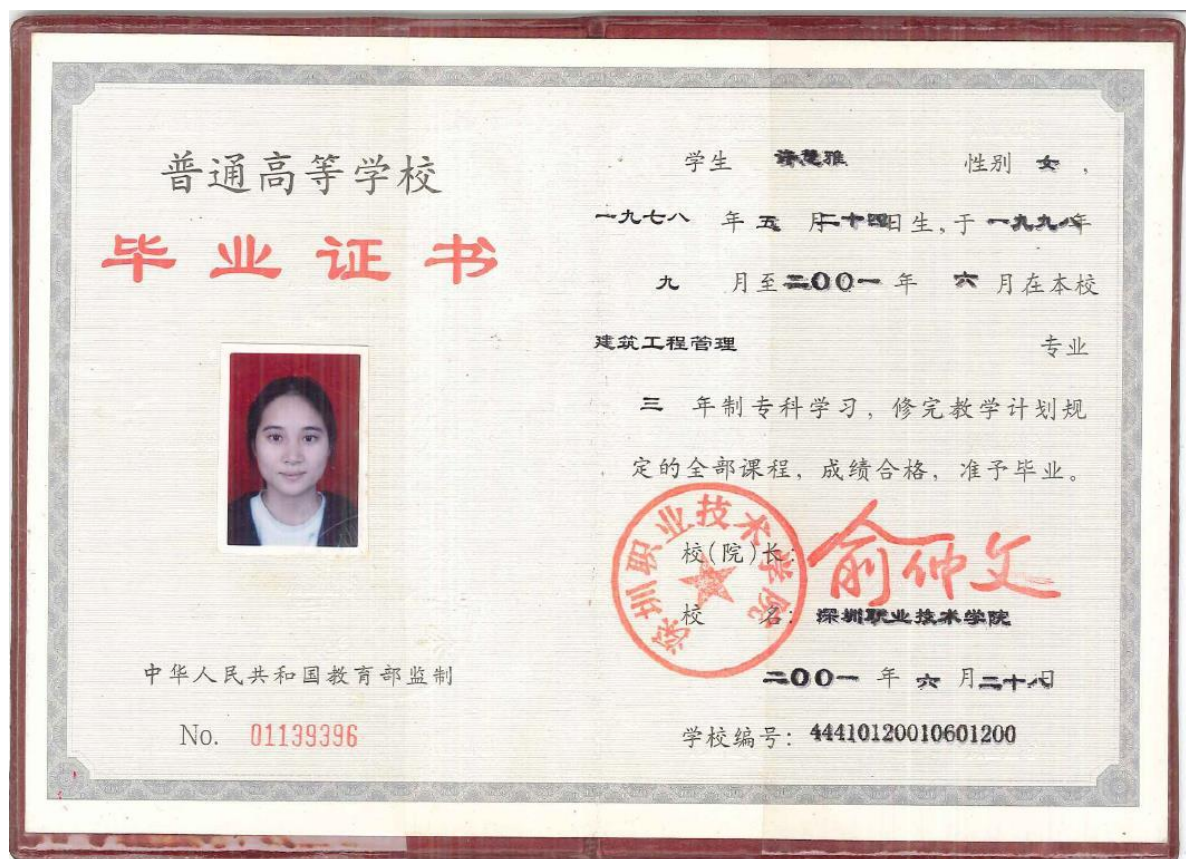 普通高等学校
毕业证书
中华人民共和国教育部监制
No. 01139396
学生 性别 女,
一九七八 年 五 月二十四日生,于 一九九八年
九 月至二00一 年 六 月在本校
建筑工程管理 专业
三 年制专科学习, 修完教学计划规
定的全部课程, 成绩合格, 准予毕业。
校(院)长: 俞仲文
校 名: 深圳职业技术学院
深圳职业技术学院
二00一 年 六 月二十八日
学校编号: 44410120010601200